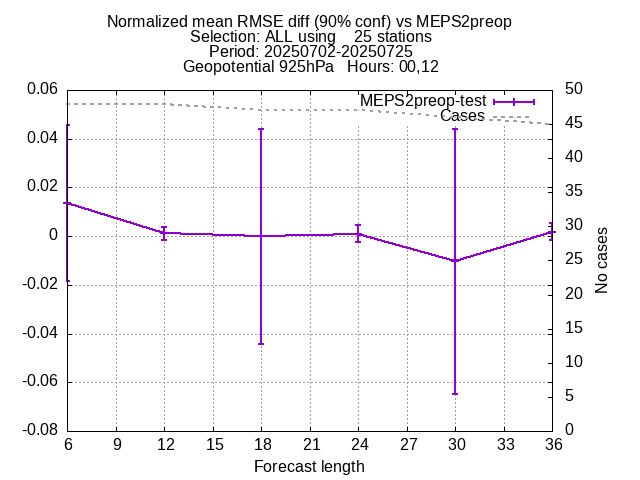 Normalized mean RMSE diff (90% conf) vs MEPS2preop
Selection: ALL using    25 stations
Period: 20250702-20250725
Geopotential 925hPa   Hours: 00,12
MEPS2preop-test
Cases
0.06
0.04
0.02
0
-0.02
-0.04
-0.06
-0.08
50
45
40
35
30
25
20
15
10
5
0
No cases
6 9 12 15 18 21 24 27 30 33 36
Forecast length